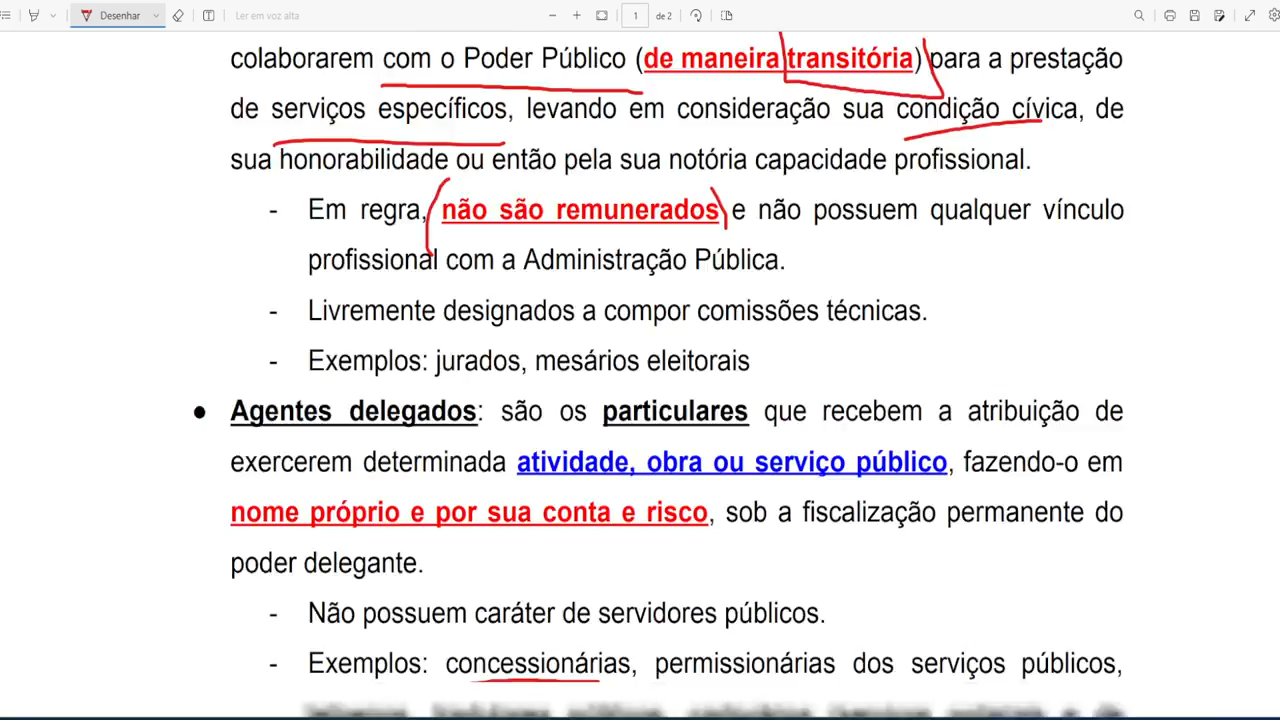 Desenhar
Ler em voz alta
1 de 2
colaborarem com o Poder Público (de maneira transitória) para a prestação
de serviços específicos, levando em consideração sua condição cívica, de
sua honorabilidade ou então pela sua notória capacidade profissional.
- Em regra, não são remunerados e não possuem qualquer vínculo
profissional com a Administração Pública.
- Livremente designados a compor comissões técnicas.
- Exemplos: jurados, mesários eleitorais
● Agentes delegados: são os particulares que recebem a atribuição de
exercerem determinada atividade, obra ou serviço público, fazendo-o em
nome próprio e por sua conta e risco, sob a fiscalização permanente do
poder delegante.
- Não possuem caráter de servidores públicos.
- Exemplos: concessionárias, permissionárias dos serviços públicos,